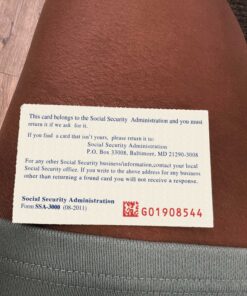 This card belongs to the Social Security Administration and you must
return it if we ask for it.
If you find a card that isn't yours, please return it to:
Social Security Administration
P.O. Box 33008, Baltimore, MD 21290-3008
For any other Social Security business/information, contact your local
Social Security office. If you write to the above address for any business
other than returning a found card you will not receive a response.
Social Security Administration
Form SSA-3000 (08-2011)
G01908544